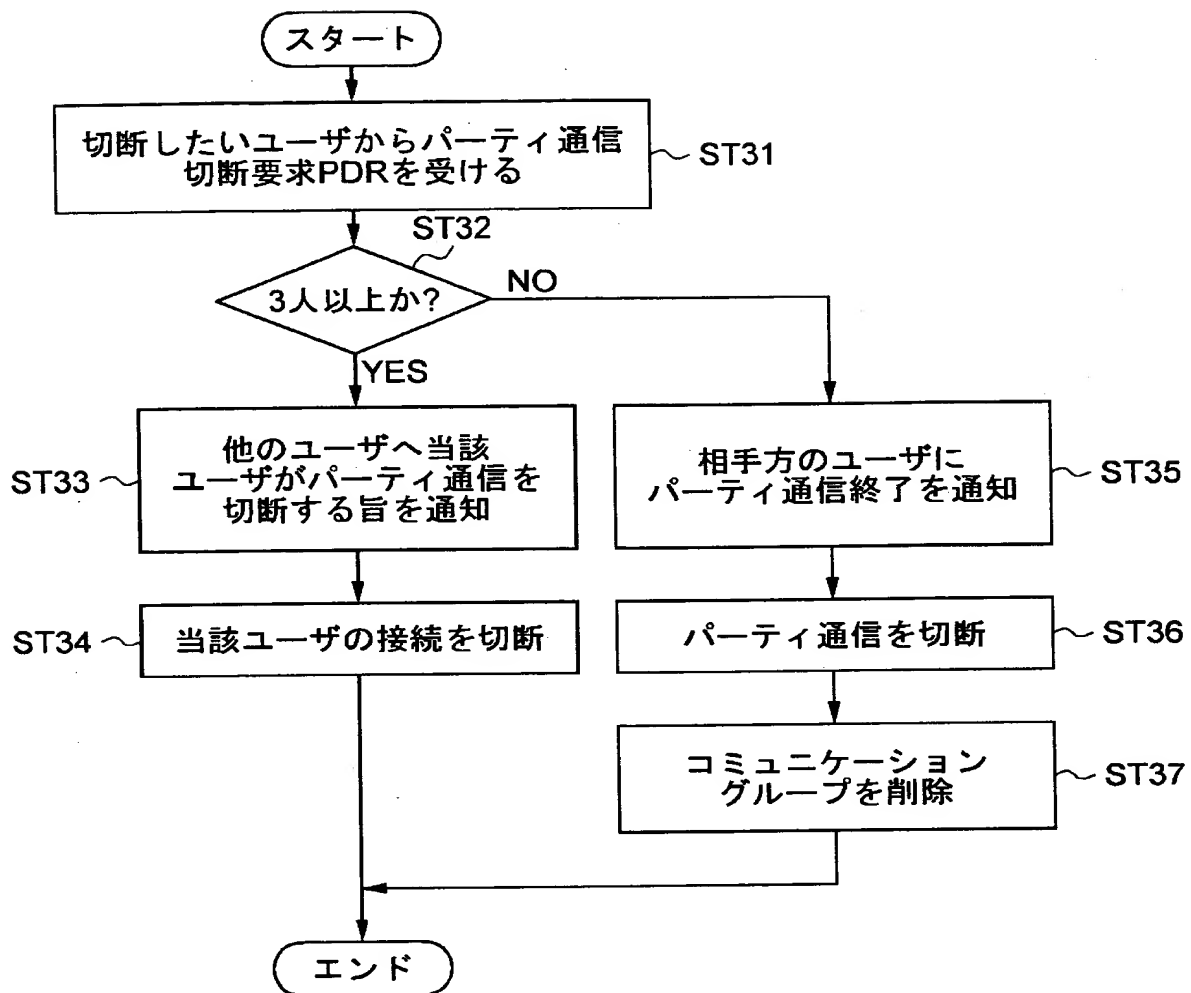 スタート
切断したいユーザからパーティ通信
切断要求PDRを受ける
ST31
ST32
3人以上か?
NO
YES
他のユーザへ当該
ユーザがパーティ通信を
切断する旨を通知
ST33
相手方のユーザに
パーティ通信終了を通知
ST35
当該ユーザの接続を切断
ST34
パーティ通信を切断
ST36
コミュニケーション
グループを削除
ST37
エンド